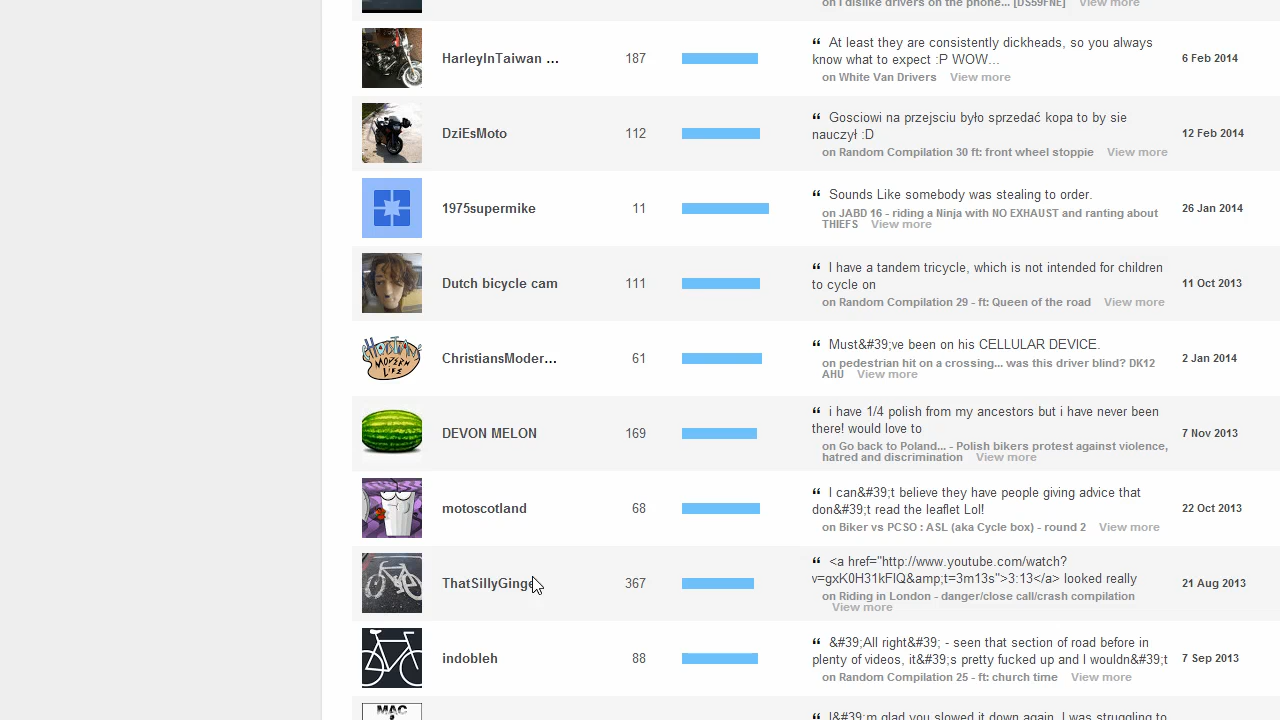 on I dislike drivers on the phone... [DS59FNE] View more
HarleyInTaiwan ... 187
“ At least they are consistently dickheads, so you always
know what to expect :P WOW...
on White Van Drivers View more
6 Feb 2014
DziEsMoto 112
“ Gosciowi na przejsciu było sprzedać kopa to by sie
nauczył :D
on Random Compilation 30 ft: front wheel stoppie View more
12 Feb 2014
1975supermike 11
“ Sounds Like somebody was stealing to order.
on JABD 16 - riding a Ninja with NO EXHAUST and ranting about
THIEFS View more
26 Jan 2014
Dutch bicycle cam 111
“ I have a tandem tricycle, which is not intended for children
to cycle on
on Random Compilation 29 - ft: Queen of the road View more
11 Oct 2013
HOLTANE
MODERN
LIFE
ChristiansModer... 61
“ Must&#39;ve been on his CELLULAR DEVICE.
on pedestrian hit on a crossing... was this driver blind? DK12
AHU View more
2 Jan 2014
DEVON MELON 169
“ 1/4 polish from my ancestors but i have never been
would love to
on Go back to Poland... - Polish bikers protest against violence,
hatred and discrimination View more
7 Nov 2013
motoscotland 68
“ I can&#39;t believe they have people giving advice that
don&#39;t read the leaflet Lol!
on Biker vs PCSO : ASL (aka Cycle box) - round 2 View more
22 Oct 2013
ThatSillyGinge 367
“ <a href="http://www.youtube.com/watch?
looked really
on Riding in London - danger/close call/crash compilation
View more
21 Aug 2013
indobleh 88
“ &#39;All right&#39; - seen that section of road before in
plenty of videos, it&#39;s pretty fucked up and I wouldn&#39;t
on Random Compilation 25 - ft: church time View more
7 Sep 2013
MAC
“ I&#39;m glad you slowed it down again, I was struggling to